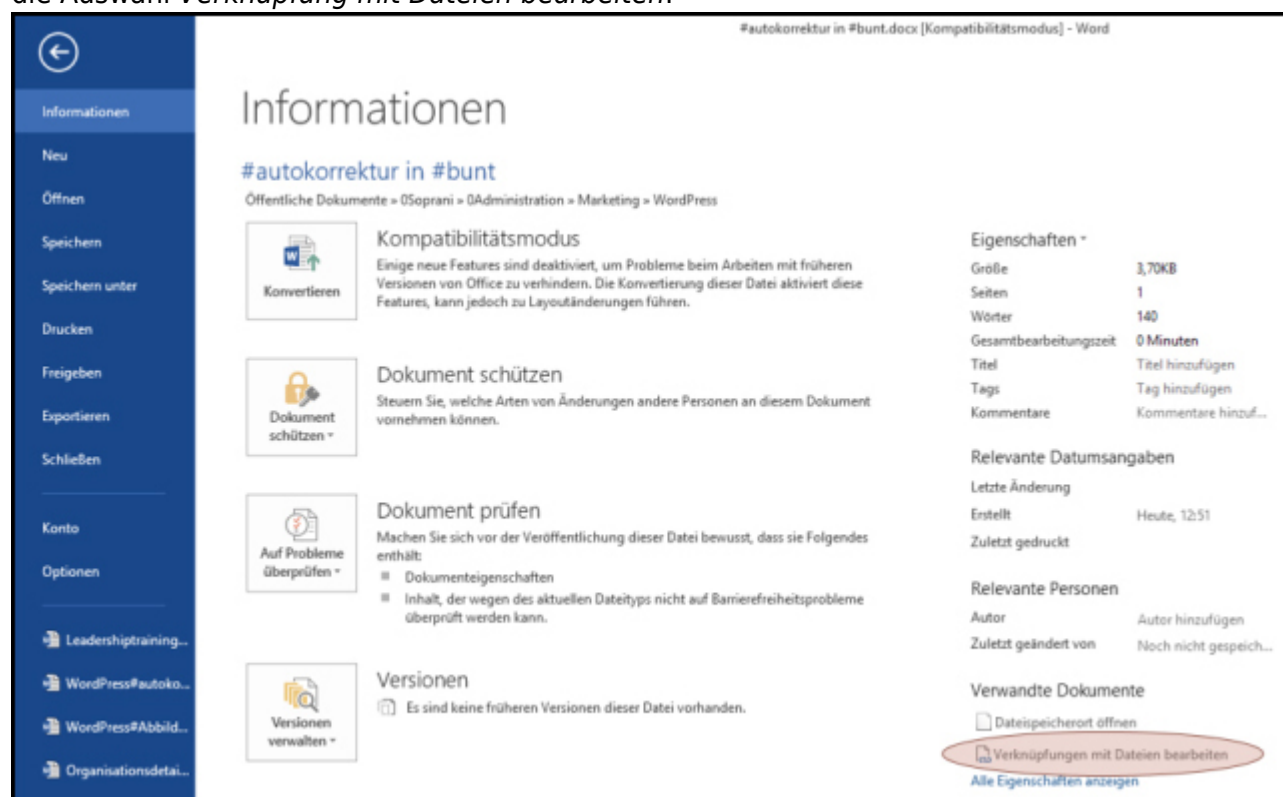 die Auswahl Verknüpfung mit Dateien bearbeiten.
#autokorrektur in #bunt.docx [Kompatibilitätsmodus] - Word
Informationen
Neu
Öffnen
Speichern
Speichern unter
Drucken
Freigeben
Exportieren
Schließen
Konto
Optionen
Leadershiptraining...
WordPress#autoko...
WordPress#Abbild...
Organisationsdetai...
Informationen
#autokorrektur in #bunt
Öffentliche Dokumente » 0Soprani » 0Administration » Marketing » WordPress
Konvertieren
Kompatibilitätsmodus
Einige neue Features sind deaktiviert, um Probleme beim Arbeiten mit früheren
Versionen von Office zu verhindern. Die Konvertierung dieser Datei aktiviert diese
Features, kann jedoch zu Layoutänderungen führen.
Dokument
schützen
Dokument schützen
Steuern Sie, welche Arten von Änderungen andere Personen an diesem Dokument
vornehmen können.
Auf Probleme
überprüfen
Dokument prüfen
Machen Sie sich vor der Veröffentlichung dieser Datei bewusst, dass sie Folgendes
enthält:
Dokumenteigenschaften
Inhalt, der wegen des aktuellen Dateityps nicht auf Barrierefreiheitsprobleme
überprüft werden kann.
Versionen
verwalten
Versionen
Es sind keine früheren Versionen dieser Datei vorhanden.
Eigenschaften
Größe 3,70KB
Seiten 1
Wörter 140
Gesamtbearbeitungszeit 0 Minuten
Titel Titel hinzufügen
Tags Tag hinzufügen
Kommentare Kommentare hinzuf...
Relevante Datumsangaben
Letzte Änderung
Erstellt Heute, 12:51
Zuletzt gedruckt
Relevante Personen
Autor Autor hinzufügen
Zuletzt geändert von Noch nicht gespeich...
Verwandte Dokumente
Dateispeicherort öffnen
Verknüpfungen mit Dateien bearbeiten
Alle Eigenschaften anzeigen